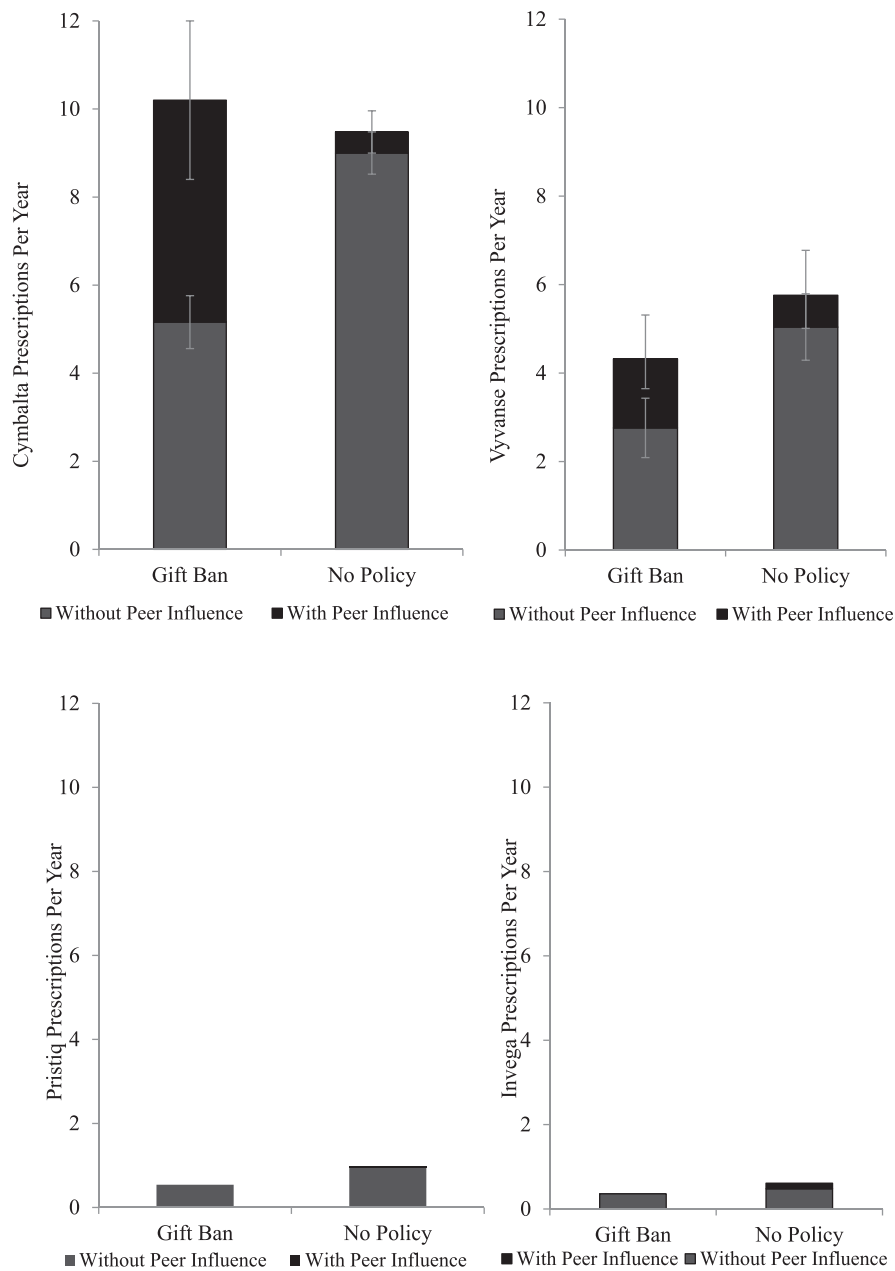 Cymbalta Prescriptions Per Year
12
10
8
6
4
2
0
Gift Ban No Policy
Without Peer Influence With Peer Influence
Vyvanse Prescriptions Per Year
12
10
8
6
4
2
0
Gift Ban No Policy
Without Peer Influence With Peer Influence
Pristiq Prescriptions Per Year
12
10
8
6
4
2
0
Gift Ban No Policy
Without Peer Influence With Peer Influence
Invega Prescriptions Per Year
12
10
8
6
4
2
0
Gift Ban No Policy
With Peer Influence Without Peer Influence